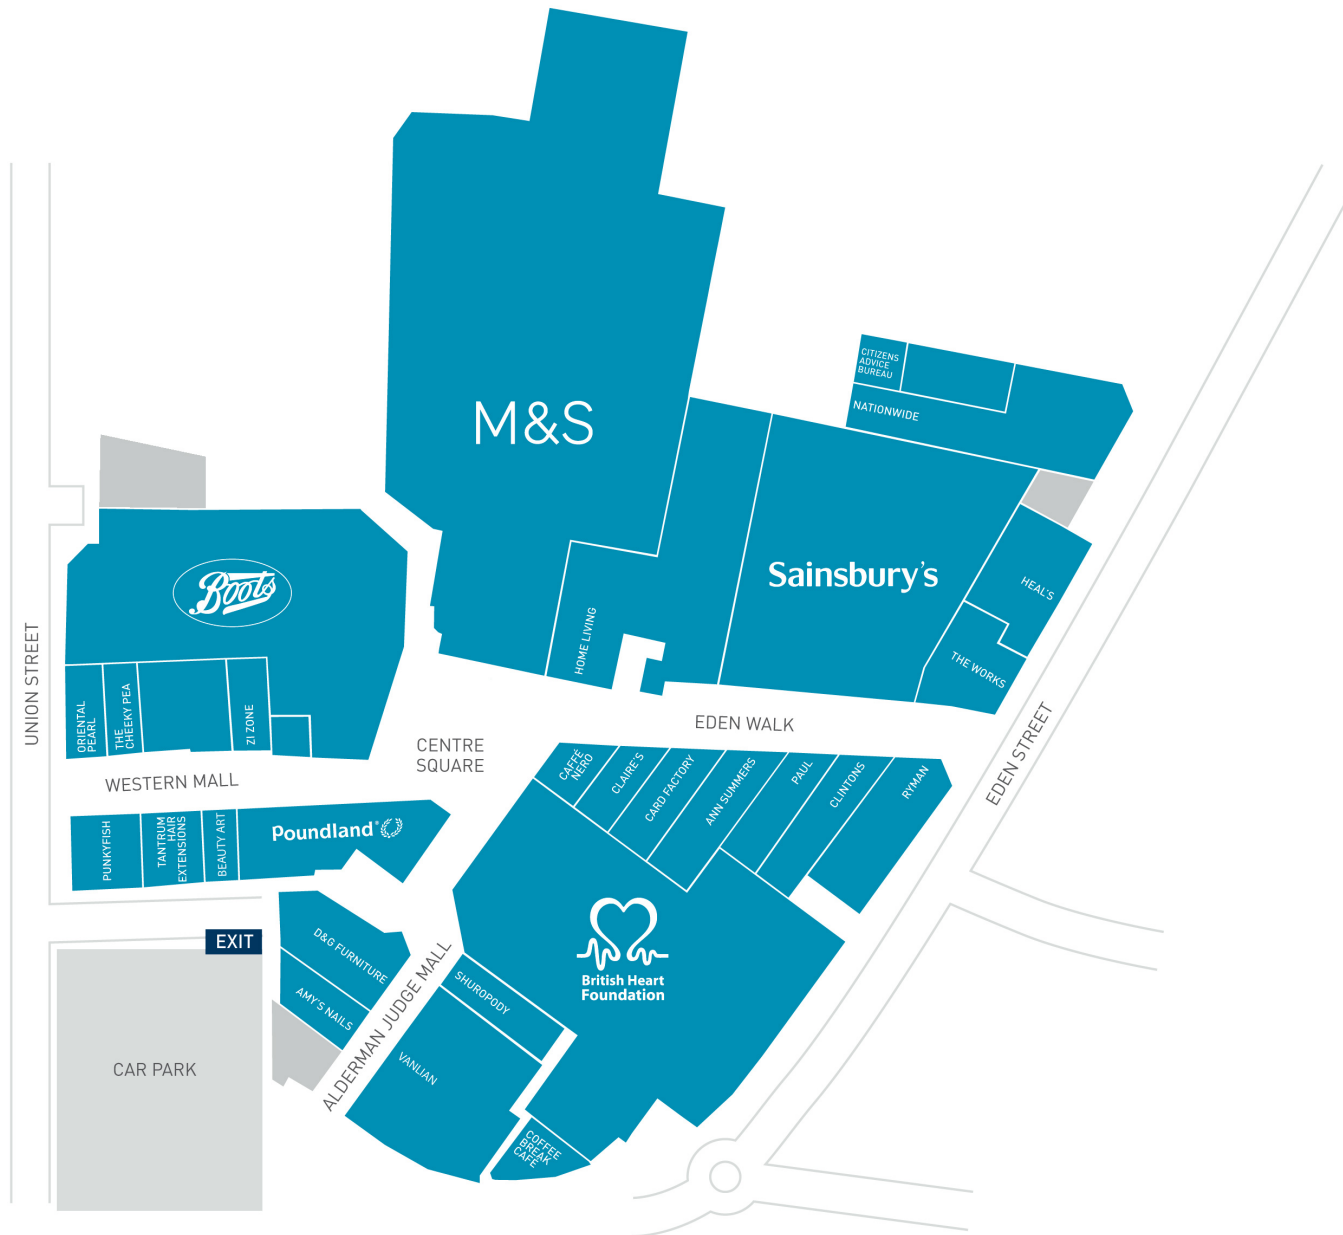 CITIZENS
ADVICE
BUREAU
NATIONWIDE
M&S
Sainsbury's
HEAL'S
THE WORKS
HOME LIVING
Boots
UNION STREET
ORIENTAL
PEARL
THE
CHEEKY PEA
ZI ZONE
EDEN WALK
CENTRE
SQUARE
WESTERN MALL
EDEN STREET
CAFFÈ
NERO
CLAIRE'S
CARD FACTORY
ANN SUMMERS
PAUL
CLINTONS
RYMAN
PUNKYFISH
TANTRUM
HAIR
EXTENSIONS
BEAUTY ART
Poundland®
EXIT
D&G FURNITURE
AMY'S NAILS
ALDERMAN JUDGE MALL
SHUROPODY
VANLIAN
British Heart
Foundation
CAR PARK
COFFEE
BREAK
CAFÉ